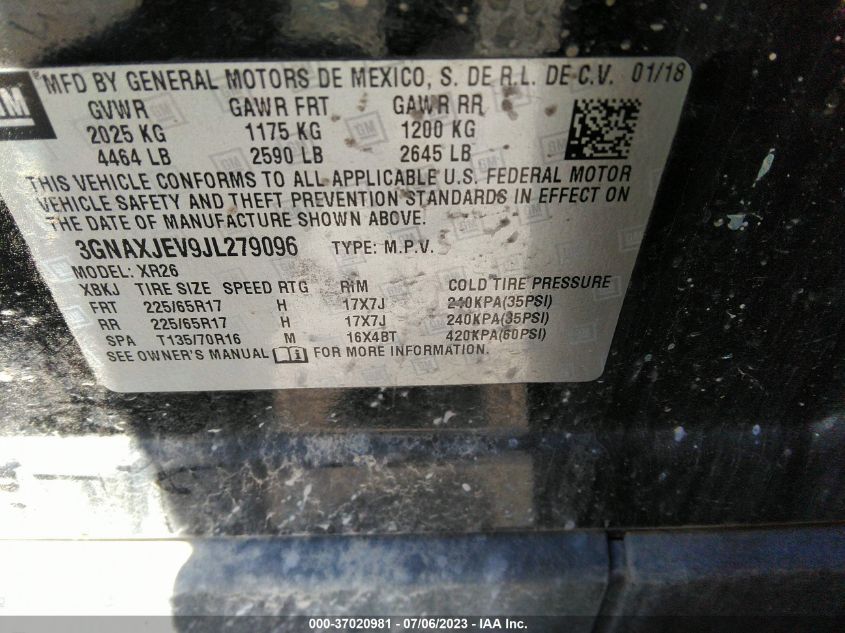 GM ® MFD BY GENERAL MOTORS DE MEXICO, S. DE R.L. DE C.V. 01/18
GVWR GAWR FRT GAWR RR
2025 KG 1175 KG 1200 KG
4464 LB 2590 LB 2645 LB
THIS VEHICLE CONFORMS TO ALL APPLICABLE U.S. FEDERAL MOTOR
VEHICLE SAFETY AND THEFT PREVENTION STANDARDS IN EFFECT ON
THE DATE OF MANUFACTURE SHOWN ABOVE.
3GNAXJEV9JL279096 TYPE: M.P.V.
MODEL: XR26
XBKJ TIRE SIZE SPEED RTG RIM COLD TIRE PRESSURE
FRT 225/65R17 H 17X7J 240KPA(35PSI)
RR 225/65R17 H 17X7J 240KPA(35PSI)
SPA T135/70R16 M 16X4BT 420KPA(60PSI)
SEE OWNER'S MANUAL FOR MORE INFORMATION.
000-37020981 - 07/06/2023 - IAA Inc.